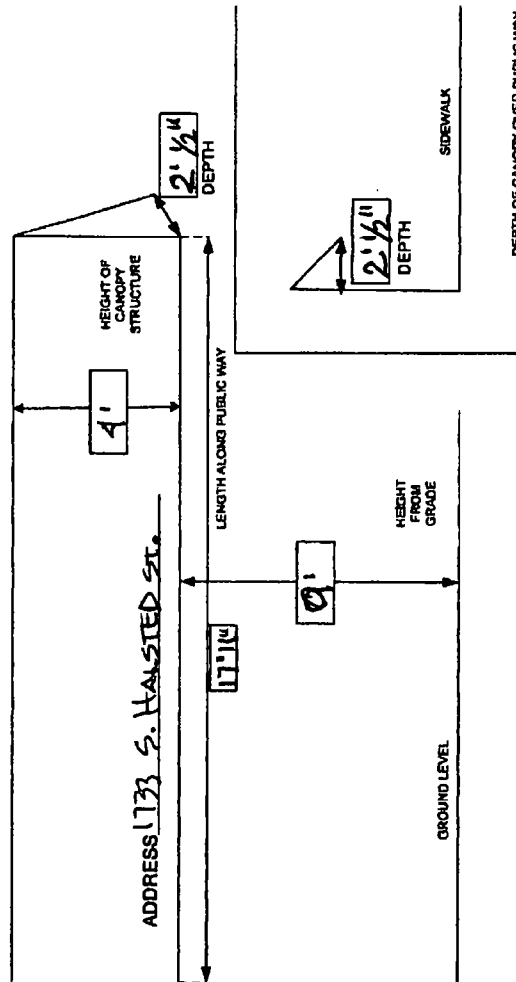 ADDRESS 1733 S. HALSTED ST.
4'
HEIGHT OF
CANOPY
STRUCTURE
2' 1/2"
DEPTH
17'
LENGTH ALONG PUBLIC WAY
9'
HEIGHT
FROM
GRADE
GROUND LEVEL
2' 1/2"
DEPTH
SIDEWALK
DEPTH OF CANOPY OVER PUBLIC WAY